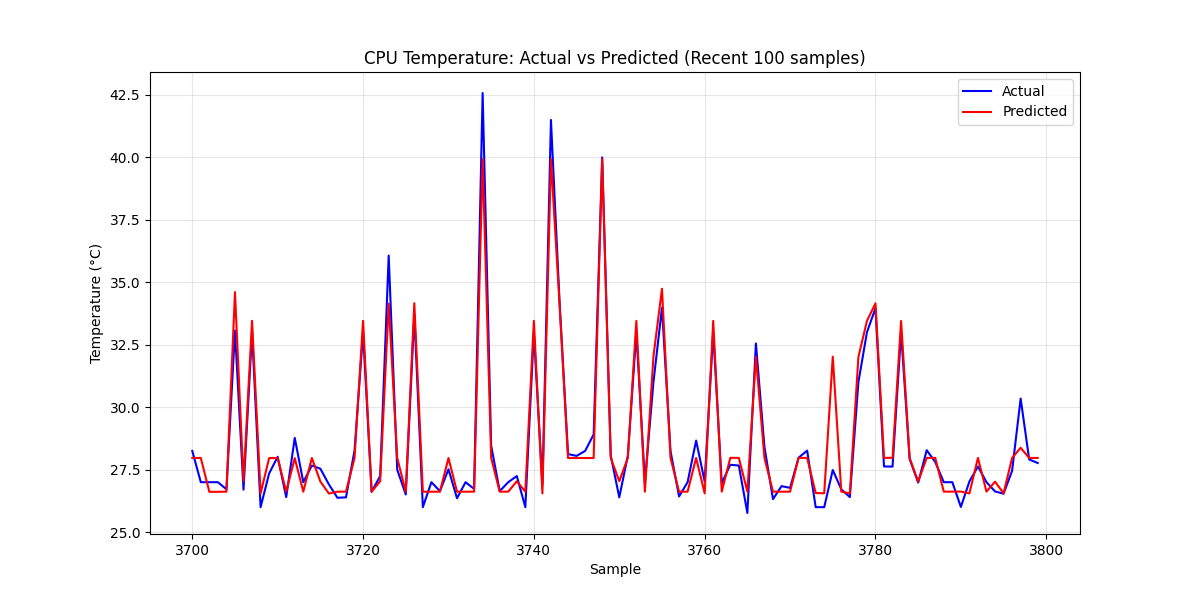 CPU Temperature: Actual vs Predicted (Recent 100 samples)
Actual
Predicted
42.5
40.0
37.5
35.0
32.5
30.0
27.5
25.0
Temperature (°C)
3700 3720 3740 3760 3780 3800
Sample